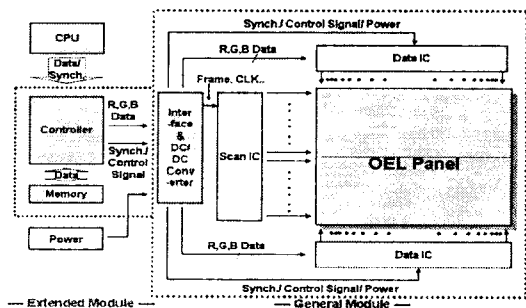 Synch./ Control Signal/ Power
CPU
Data/
Synch.
R,G,B Data
Data IC
Frame, CLK..
R,G,B
Data
Controller
Synch./
Control
Signal
Data
Memory
Power
Inter
-face
&
DC/
DC
Conv
-erter
Scan IC
OEL Panel
R,G,B Data
Data IC
Synch./ Control Signal/ Power
Extended Module
General Module